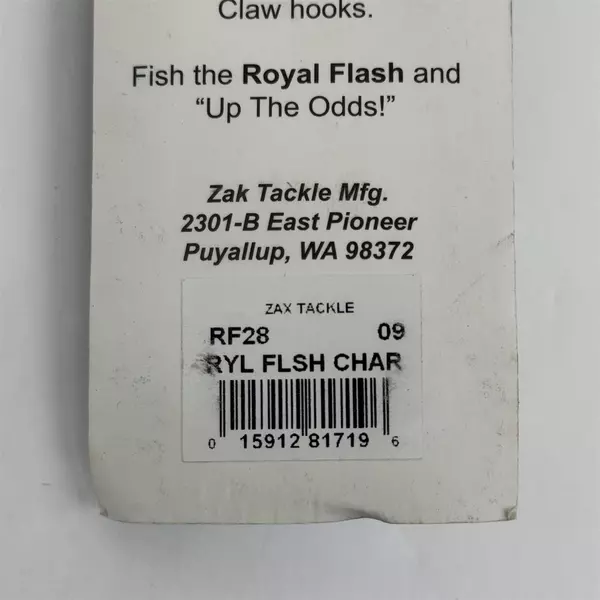 Claw hooks.
Fish the Royal Flash and
“Up The Odds!”
Zak Tackle Mfg.
2301-B East Pioneer
Puyallup, WA 98372
ZAX TACKLE
RF28 09
RYL FLSH CHAR
0 15912 81719 6